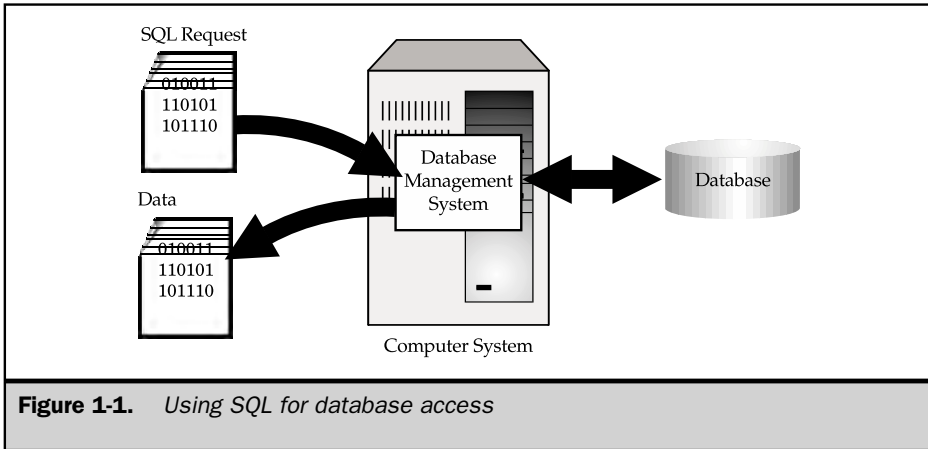 SQL Request
010011
110101
101110
Data
010011
110101
101110
Database
Management
System
Database
Computer System
Figure 1-1. Using SQL for database access